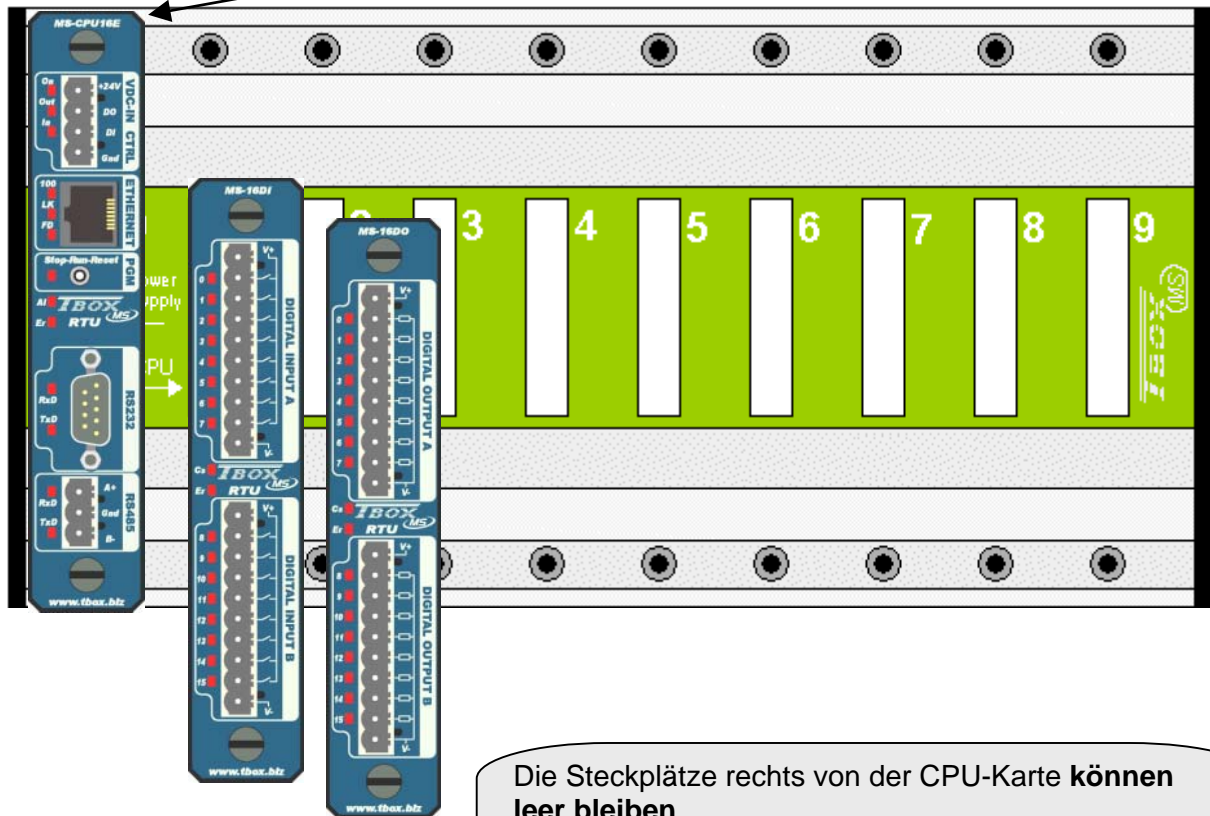 MS-CPU16E
On
Out
In
+24V
DO
DI
Gnd
VDC-IN CTRL
100
LK
FD
ETHERNET
Stop-Run-Reset
PGM
Al
Er
TBOX MS
RTU
RxD
TxD
RS232
RxD
TxD
A+
Gnd
B-
RS485
www.tbox.biz
CPU
MS-16DI
V+
0
1
2
3
4
5
6
7
V-
DIGITAL INPUT A
Cs
Er
TBOX MS
RTU
V+
8
9
10
11
12
13
14
15
V-
DIGITAL INPUT B
www.tbox.biz
MS-16DO
V+
0
1
2
3
4
5
6
7
V-
DIGITAL OUTPUT A
Cs
Er
TBOX MS
RTU
V+
8
9
10
11
12
13
14
15
V-
DIGITAL OUTPUT B
www.tbox.biz
3
4
5
6
7
8
9
Die Steckplätze rechts von der CPU-Karte können
leer bleiben